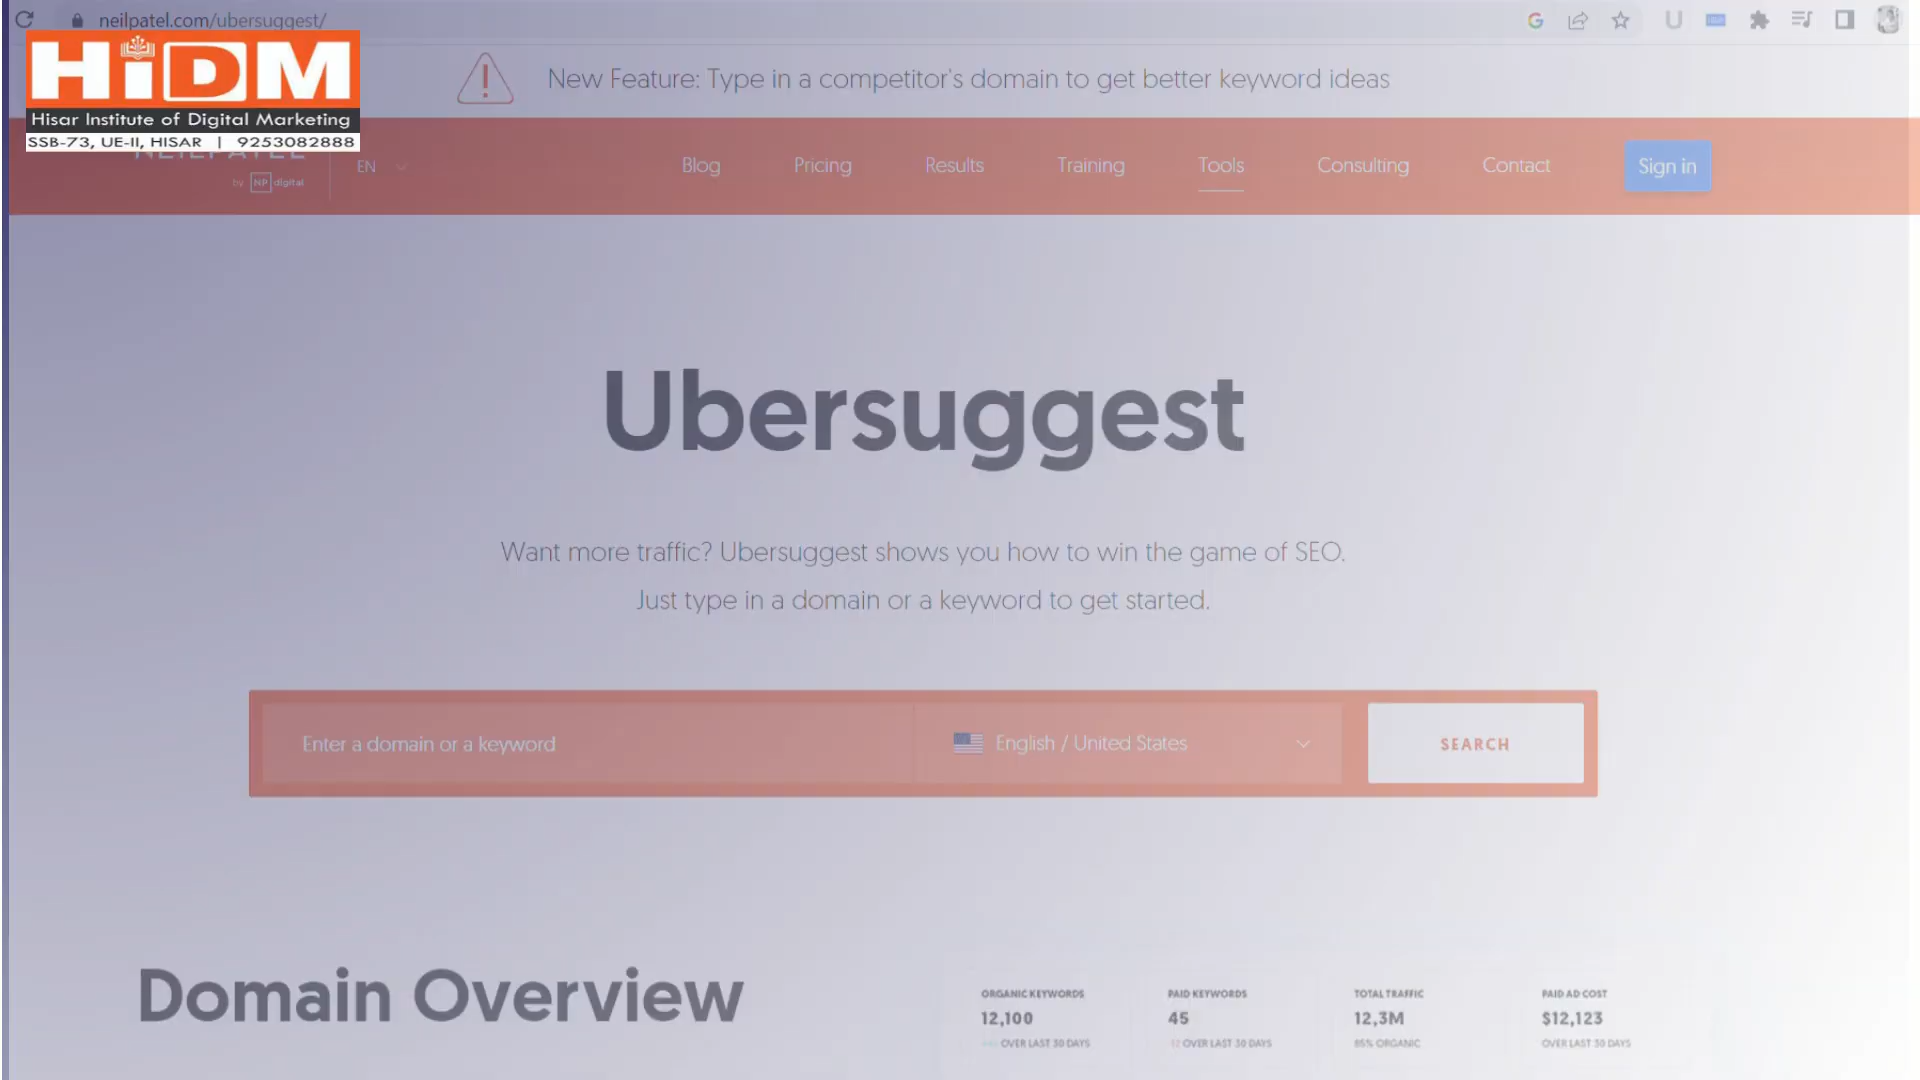 neilpatel.com/ubersuggest/
HiDM
Hisar Institute of Digital Marketing
SSB-73, UE-II, HISAR | 9253082888
New Feature: Type in a competitor's domain to get better keyword ideas
NEILPATEL
by NP digital
EN
Blog Pricing Results Training Tools Consulting Contact Sign in
Ubersuggest
Want more traffic? Ubersuggest shows you how to win the game of SEO.
Just type in a domain or a keyword to get started.
Enter a domain or a keyword English / United States SEARCH
Domain Overview
ORGANIC KEYWORDS PAID KEYWORDS TOTAL TRAFFIC PAID AD COST
12,100 45 12,3M $12,123
OVER LAST 30 DAYS OVER LAST 30 DAYS 85% ORGANIC OVER LAST 30 DAYS